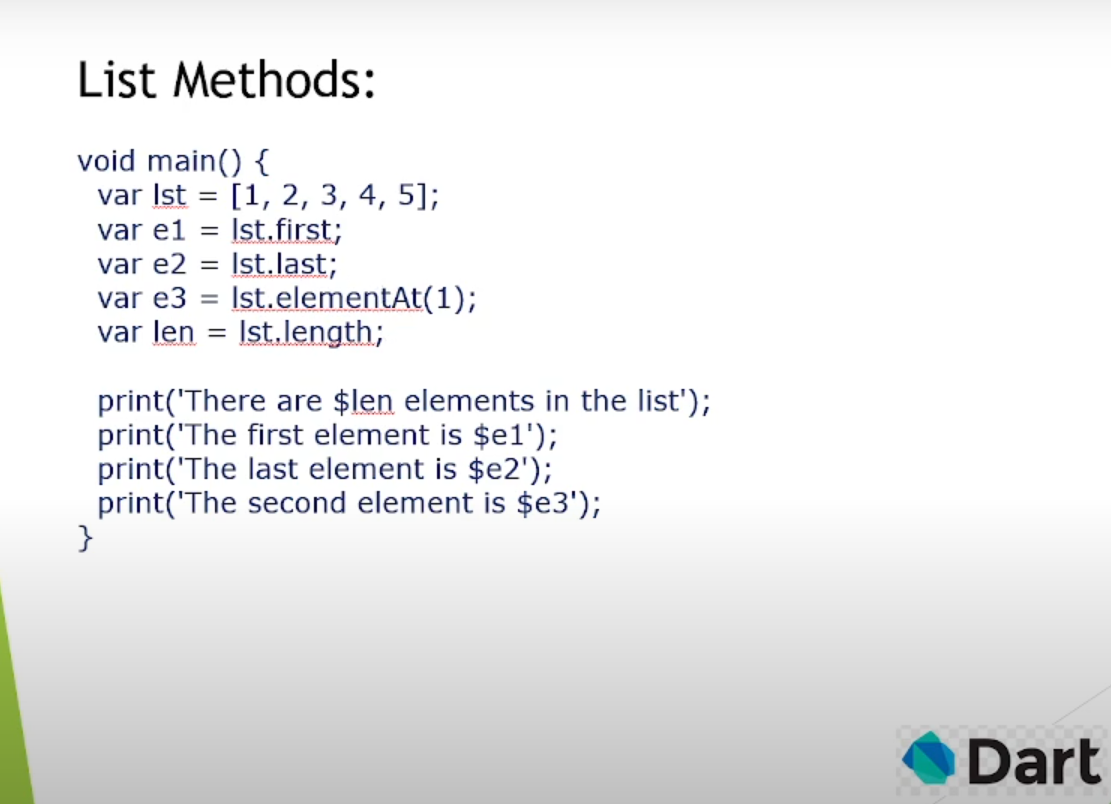 List Methods:
void main() {
var lst = [1, 2, 3, 4, 5];
var e1 = lst.first;
var e2 = lst.last;
var e3 = lst.elementAt(1);
var len = lst.length;
print('There are $len elements in the list');
print('The first element is $e1');
print('The last element is $e2');
print('The second element is $e3');
}
Dart